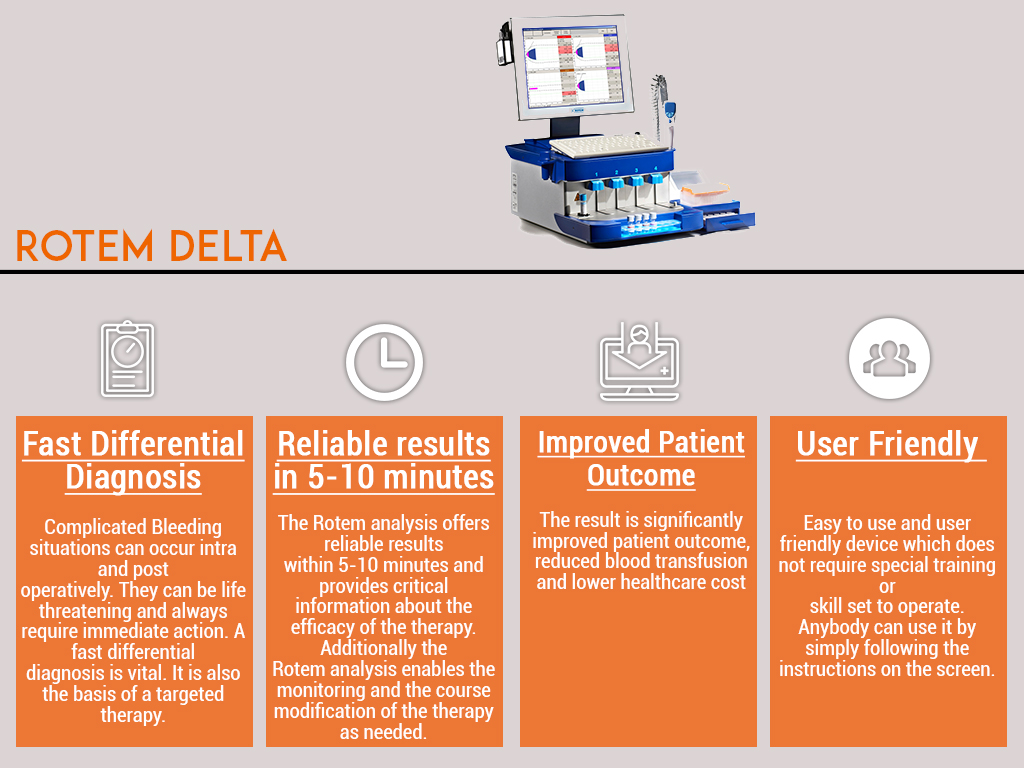 1 2 3 4
ROTEM DELTA
Fast Differential
Diagnosis
Complicated Bleeding
situations can occur intra
and post
operatively. They can be life
threatening and always
require immediate action. A
fast differential
diagnosis is vital. It is also
the basis of a targeted
therapy.
Reliable results
in 5-10 minutes
The Rotem analysis offers
reliable results
within 5-10 minutes and
provides critical
information about the
efficacy of the therapy.
Additionally the
Rotem analysis enables the
monitoring and the course
modification of the therapy
as needed.
Improved Patient
Outcome
The result is significantly
improved patient outcome,
reduced blood transfusion
and lower healthcare cost
User Friendly
Easy to use and user
friendly device which does
not require special training
or
skill set to operate.
Anybody can use it by
simply following the
instructions on the screen.